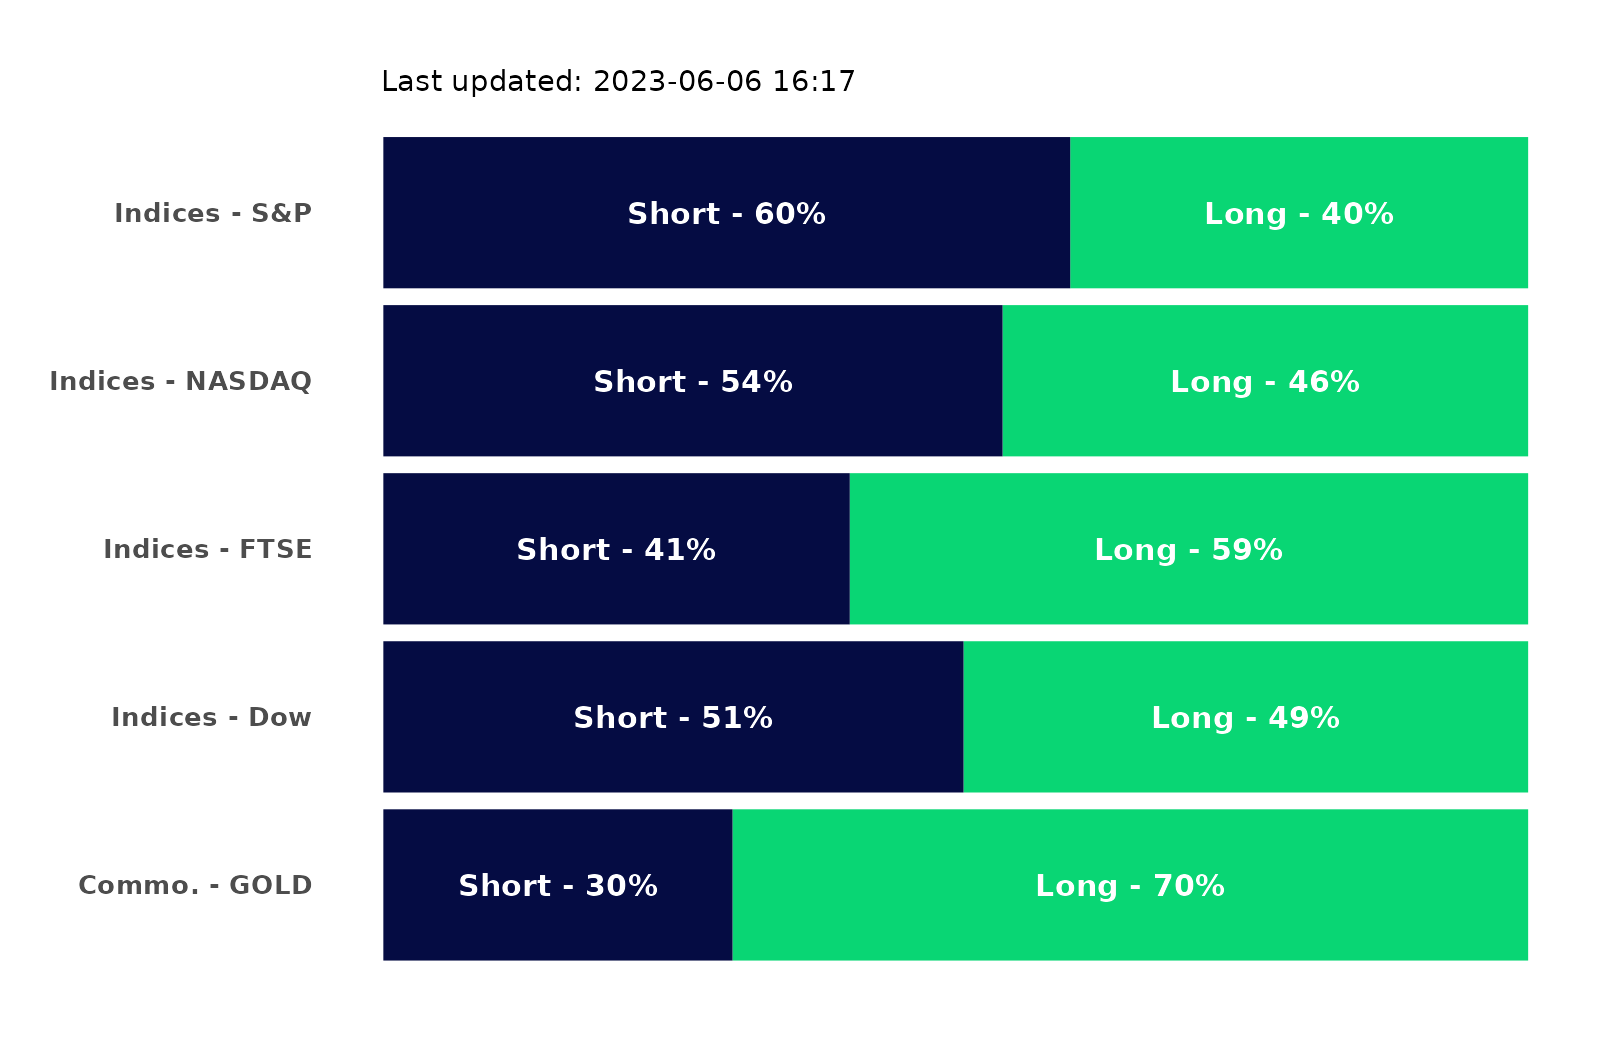 Last updated: 2023-06-06 16:17
Indices - S&P Short - 60% Long - 40%
Indices - NASDAQ Short - 54% Long - 46%
Indices - FTSE Short - 41% Long - 59%
Indices - Dow Short - 51% Long - 49%
Commo. - GOLD Short - 30% Long - 70%